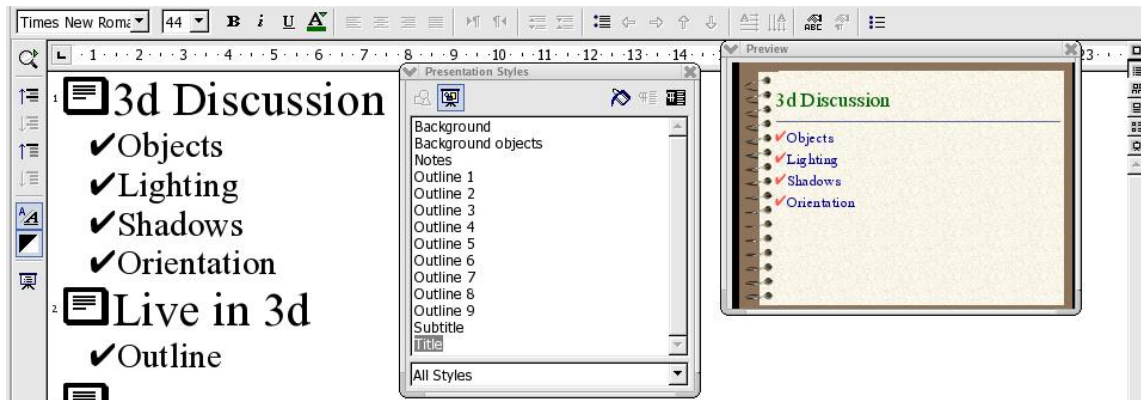 Times New Roma 44 B i U A ABC
Preview
1 2 3 4 5 6 7 8 9 10 11 12 13 14 23
Presentation Styles
1 3d Discussion
✔Objects
✔Lighting
✔Shadows
✔Orientation
2 Live in 3d
✔Outline
Background
Background objects
Notes
Outline 1
Outline 2
Outline 3
Outline 4
Outline 5
Outline 6
Outline 7
Outline 8
Outline 9
Subtitle
Title
All Styles
3d Discussion
✔Objects
✔Lighting
✔Shadows
✔Orientation